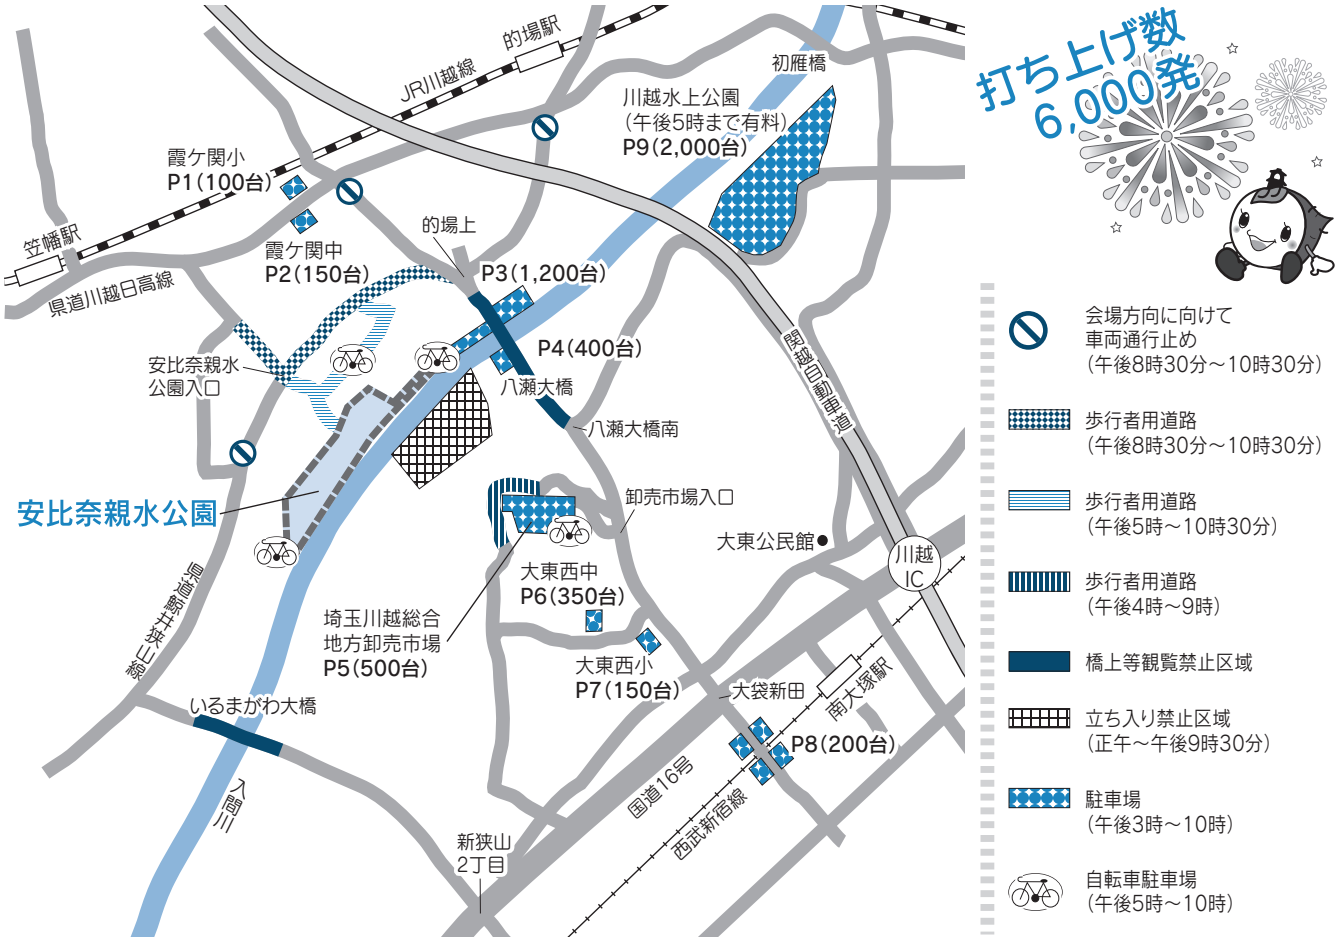 打ち上げ数
6,000発
的場駅
JR川越線
初雁橋
川越水上公園
(午後5時まで有料)
P9(2,000台)
霞ケ関小
P1(100台)
霞ケ関中
P2(150台)
笠幡駅
県道川越日高線
的場上
P3(1,200台)
P4(400台)
八瀬大橋
八瀬大橋南
関越自動車道
安比奈親水
公園入口
安比奈親水公園
卸売市場入口
大東公民館
川越
IC
大東西中
P6(350台)
埼玉川越総合
地方卸売市場
P5(500台)
大東西小
P7(150台)
県道鯨井狭山線
いるまがわ大橋
大袋新田
南大塚駅
P8(200台)
入間川
国道16号
西武新宿線
新狭山
2丁目
会場方向に向けて
車両通行止め
(午後8時30分〜10時30分)
歩行者用道路
(午後8時30分〜10時30分)
歩行者用道路
(午後5時〜10時30分)
歩行者用道路
(午後4時〜9時)
橋上等観覧禁止区域
立ち入り禁止区域
(正午〜午後9時30分)
駐車場
(午後3時〜10時)
自転車駐車場
(午後5時〜10時)